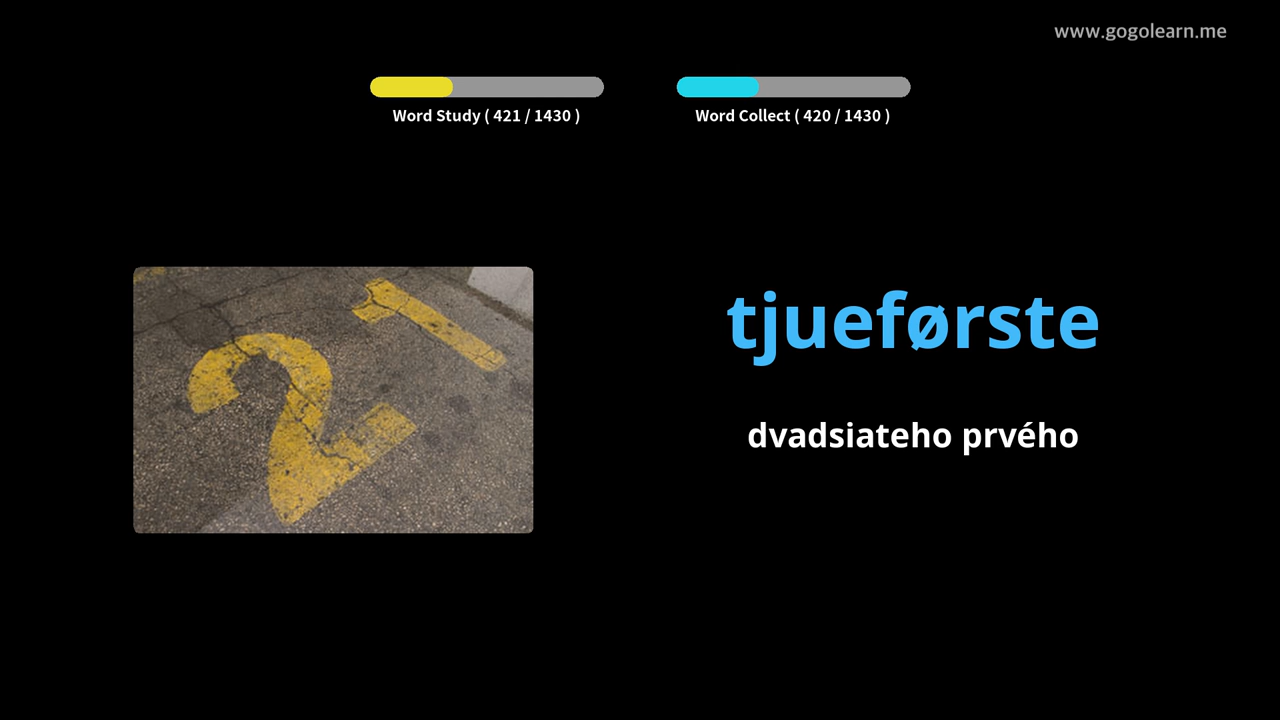 www.gogolearn.me
Word Study ( 421 / 1430 )
Word Collect ( 420 / 1430 )
21
tjueførste
dvadsiateho prvého